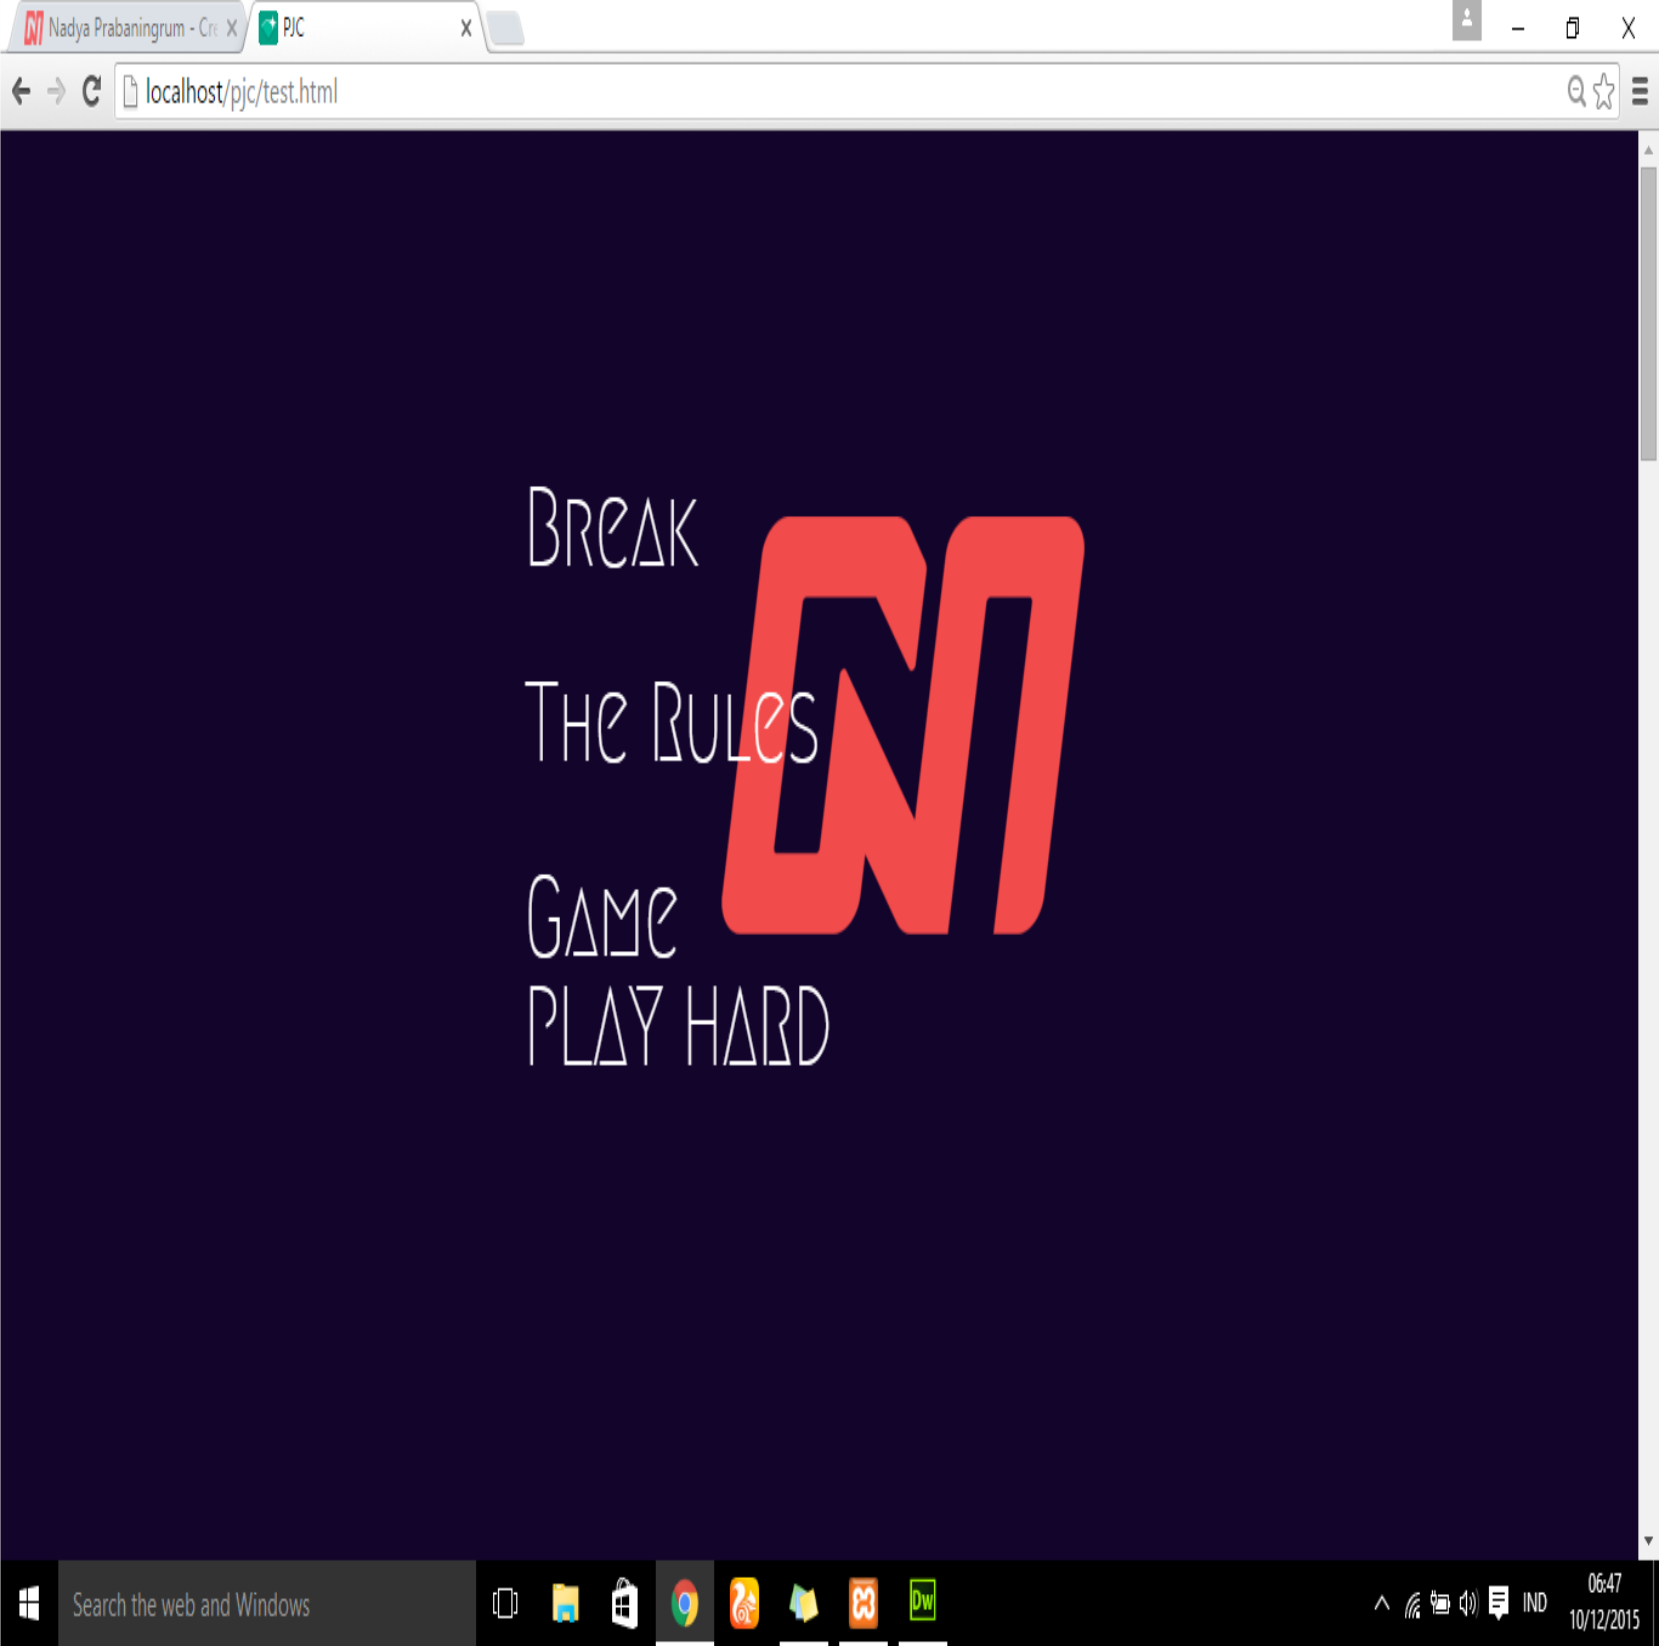 Nadya Prabaningrum - Cre
PJC
localhost/pjc/test.html
Break
The Rules
Game
PLAY HARD
Search the web and Windows
Dw
IND
06:47
10/12/2015